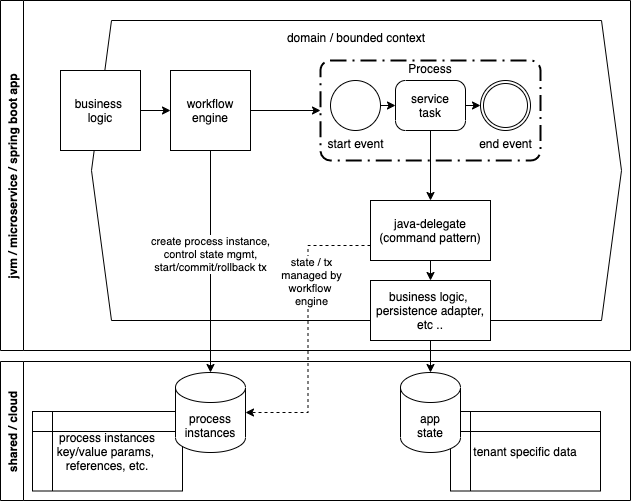 jvm / microservice / spring boot app
domain / bounded context
business
logic
workflow
engine
Process
start event
service
task
end event
java-delegate
(command pattern)
create process instance,
control state mgmt,
start/commit/rollback tx
state / tx
managed by
workflow
engine
business logic,
persistence adapter,
etc ..
shared / cloud
process
instances
process instances
key/value params,
references, etc.
app
state
tenant specific data